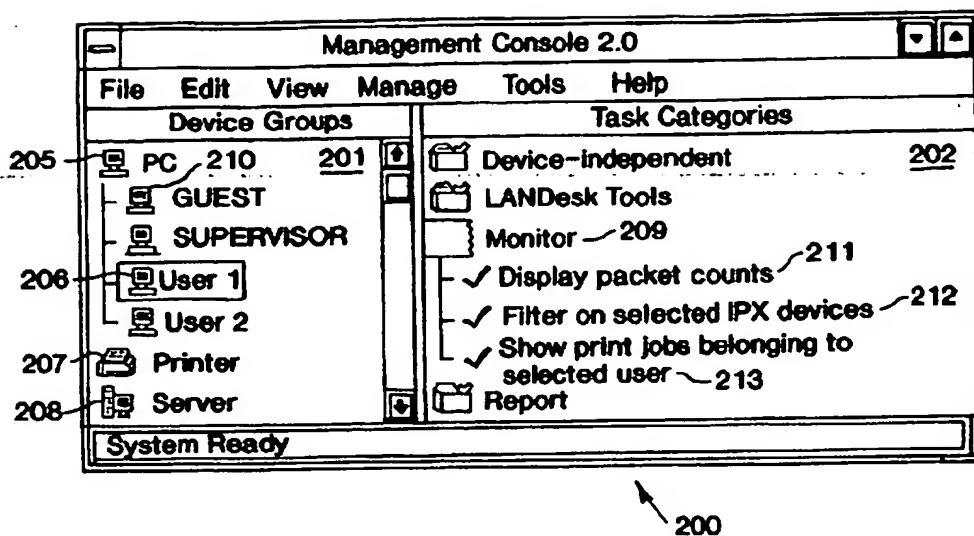 Management Console 2.0
File Edit View Manage Tools Help
Device Groups
Task Categories
205
PC
210
201
GUEST
SUPERVISOR
206
User 1
User 2
207
Printer
208
Server
Device-independent
202
LANDesk Tools
Monitor
209
Display packet counts
211
Filter on selected IPX devices
212
Show print jobs belonging to
selected user
213
Report
System Ready
200